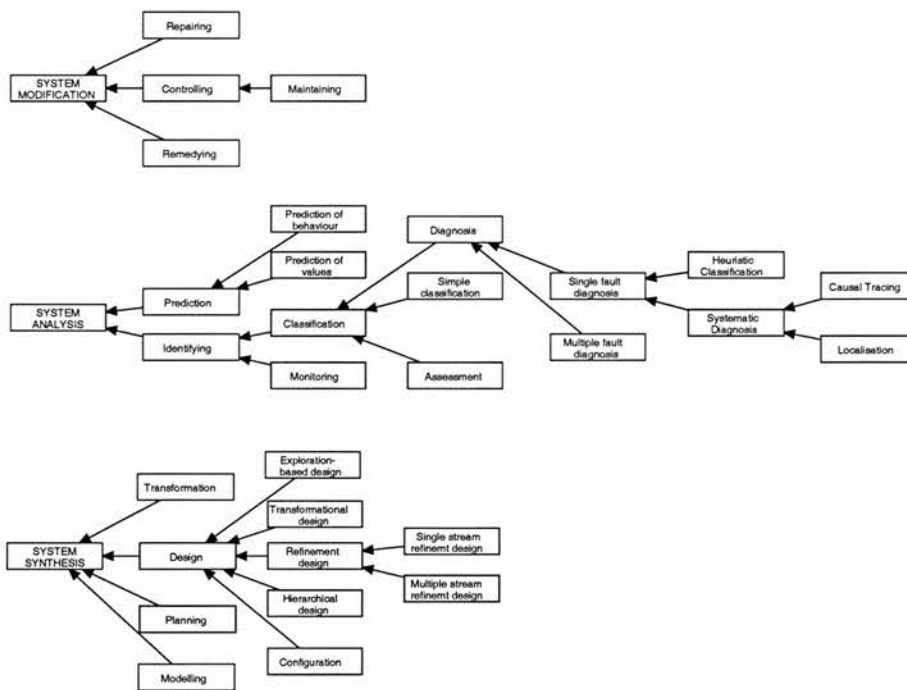 Repairing
SYSTEM
MODIFICATION
Controlling
Maintaining
Remedying
Prediction of
behaviour
Diagnosis
Prediction of
values
Heuristic
Classification
Simple
classification
Single fault
diagnosis
Causal Tracing
Prediction
SYSTEM
ANALYSIS
Classification
Systematic
Diagnosis
Identifying
Multiple fault
diagnosis
Localisation
Monitoring
Assessment
Exploration-
based design
Transformation
Transformational
design
Single stream
refinemt design
SYSTEM
SYNTHESIS
Design
Refinement
design
Multiple stream
refinemt design
Hierarchical
design
Planning
Configuration
Modelling